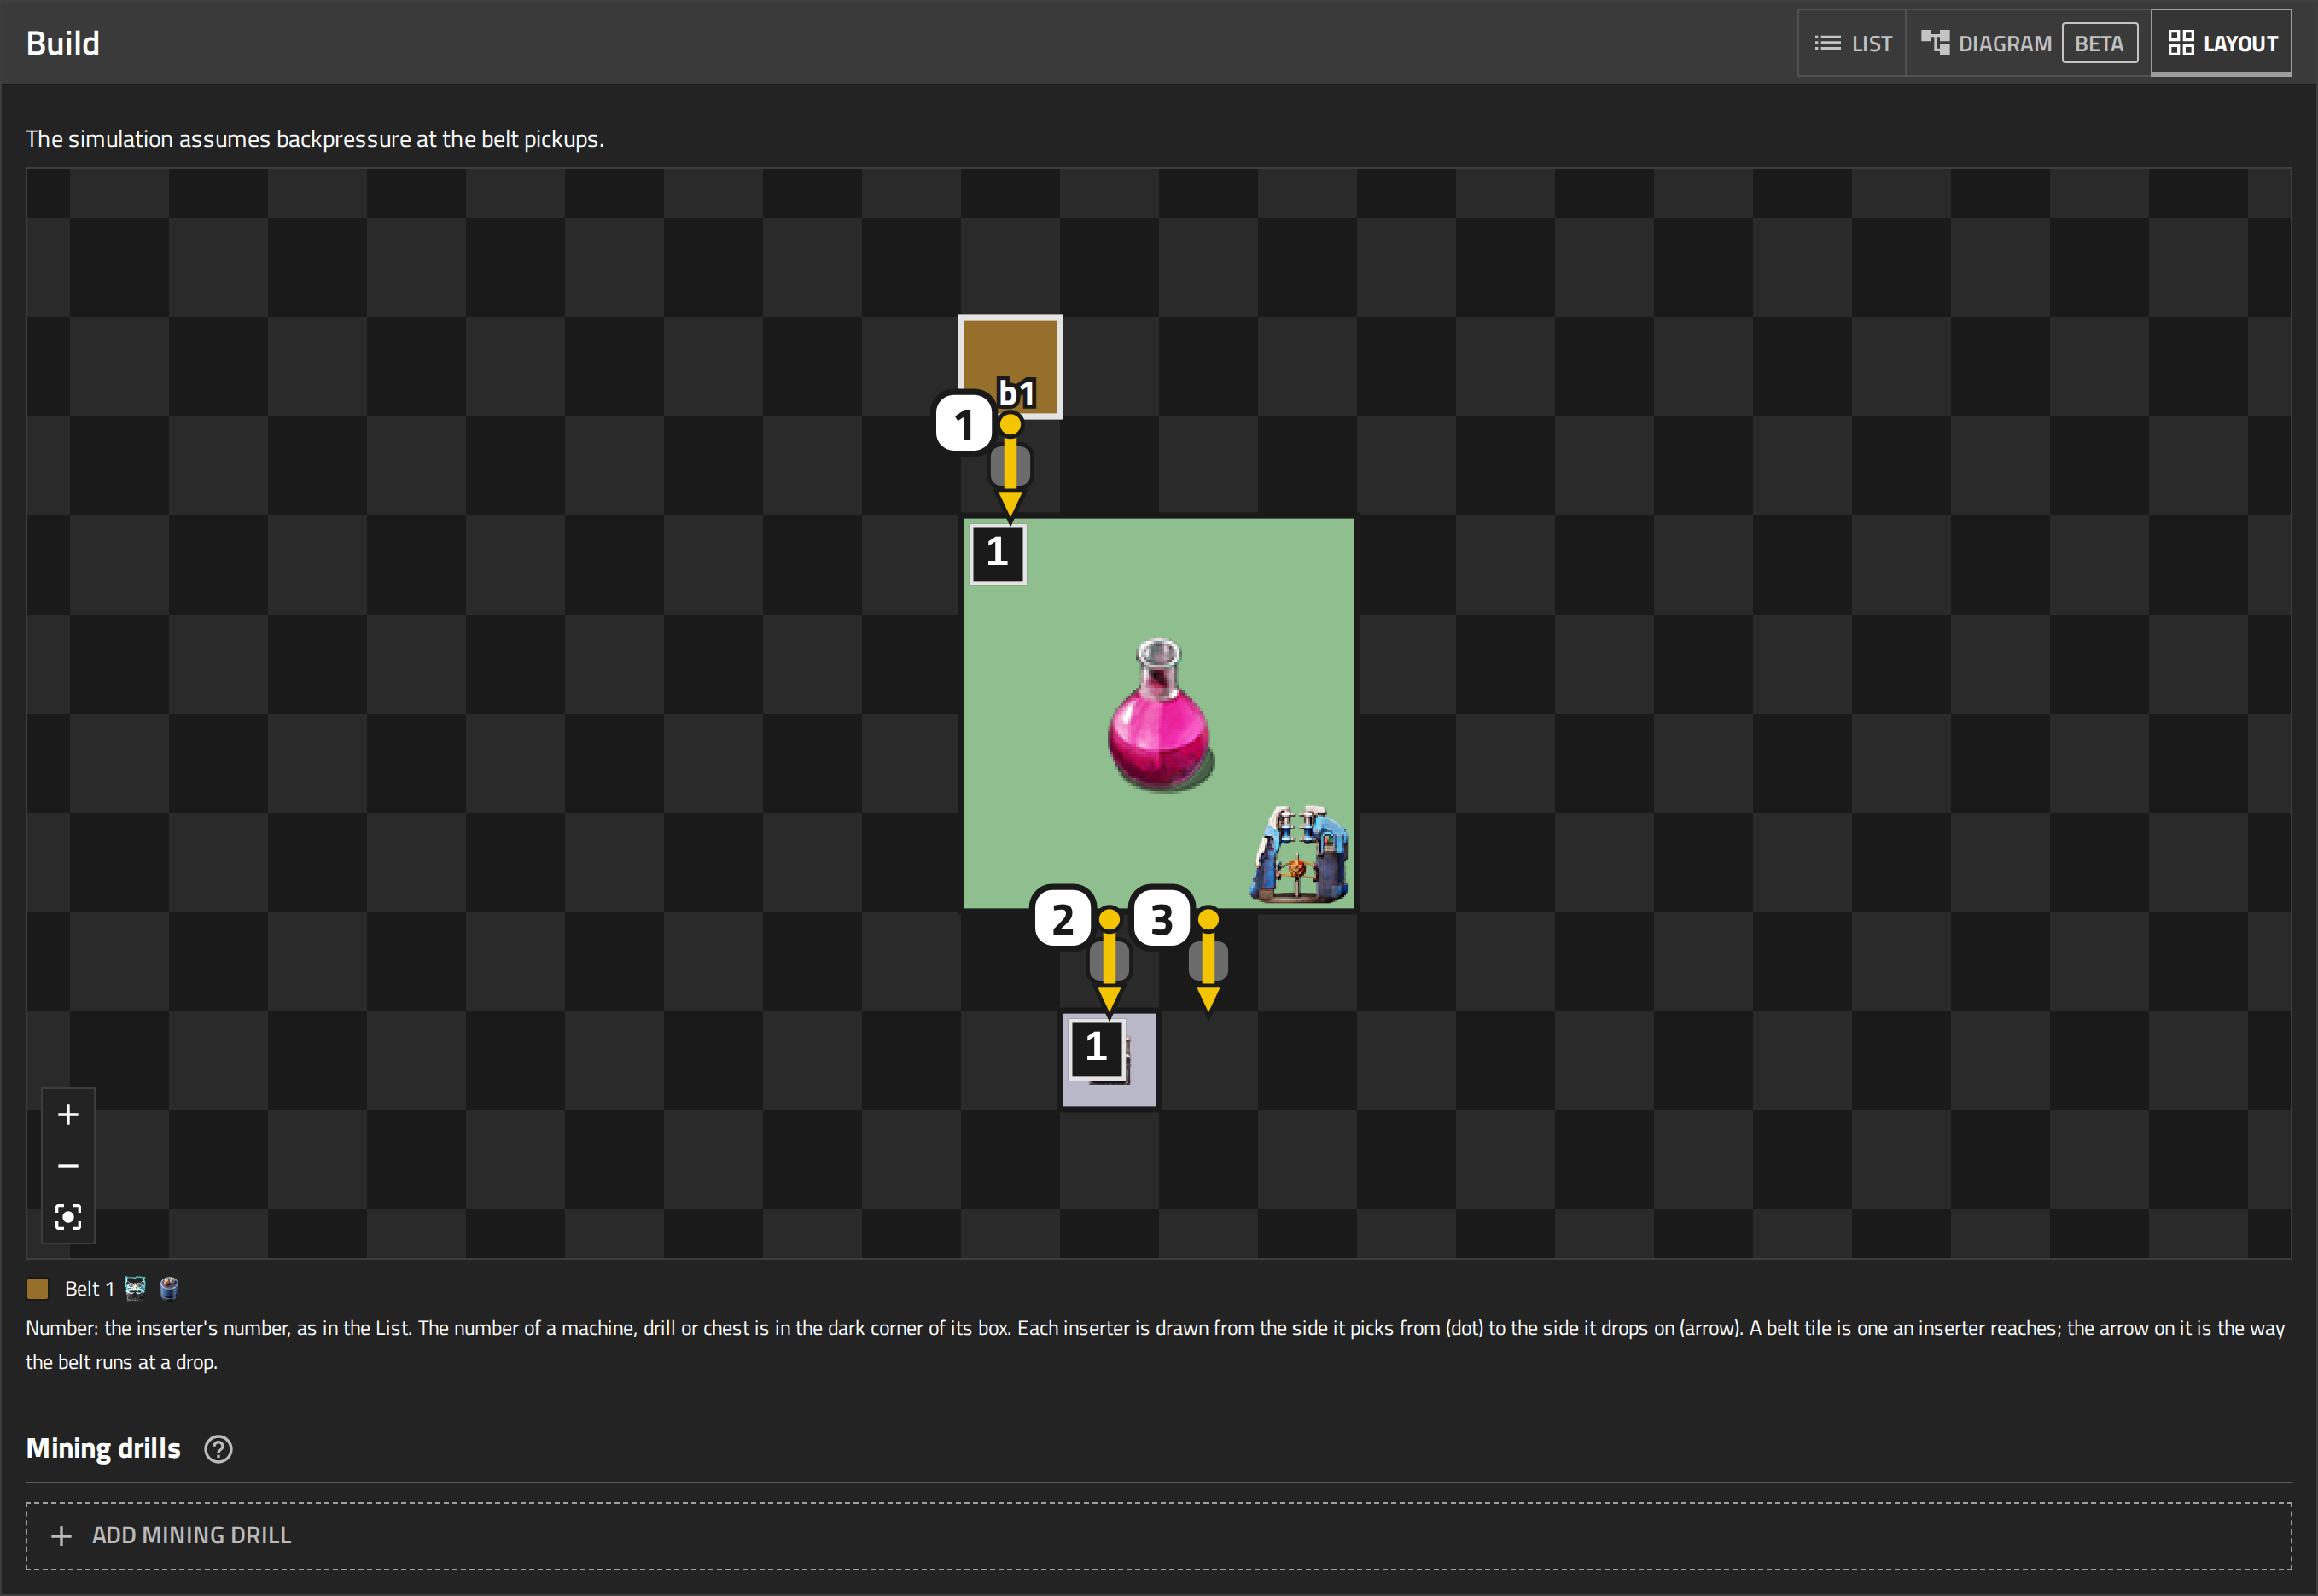 Build
LIST
DIAGRAM BETA
LAYOUT
The simulation assumes backpressure at the belt pickups.
b1
1
1
2
3
1
Belt 1
Number: the inserter's number, as in the List. The number of a machine, drill or chest is in the dark corner of its box. Each inserter is drawn from the side it picks from (dot) to the side it drops on (arrow). A belt tile is one an inserter reaches; the arrow on it is the way
the belt runs at a drop.
Mining drills ?
+ ADD MINING DRILL